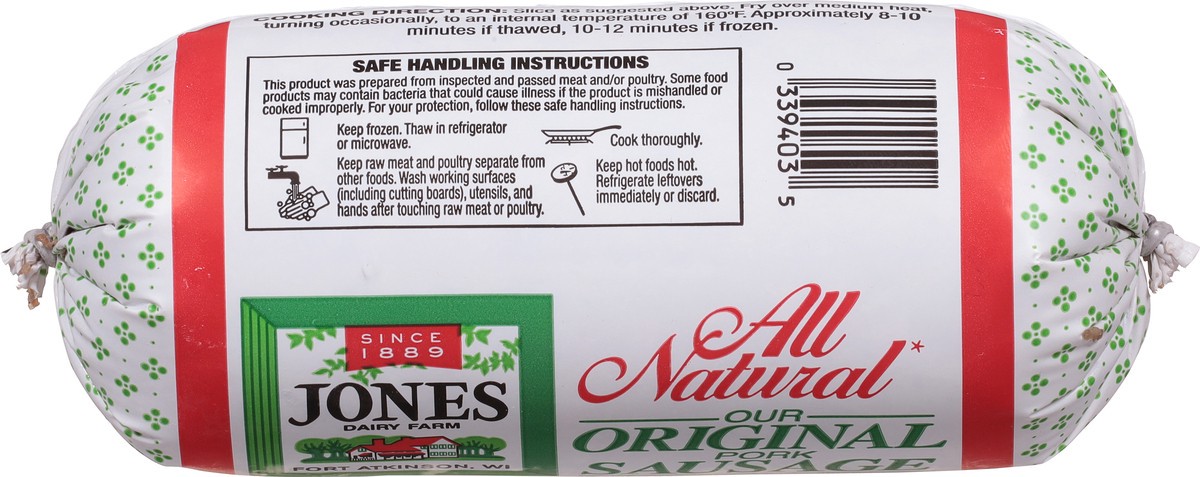 COOKING DIRECTION: Slice as suggested above. Fry over medium heat,
turning occasionally, to an internal temperature of 160°F. Approximately 8-10
minutes if thawed, 10-12 minutes if frozen.
SAFE HANDLING INSTRUCTIONS
This product was prepared from inspected and passed meat and/or poultry. Some food
products may contain bacteria that could cause illness if the product is mishandled or
cooked improperly. For your protection, follow these safe handling instructions.
Keep frozen. Thaw in refrigerator
or microwave.
Keep raw meat and poultry separate from
other foods. Wash working surfaces
(including cutting boards), utensils, and
hands after touching raw meat or poultry.
Cook thoroughly.
Keep hot foods hot.
Refrigerate leftovers
immediately or discard.
0 339403 5
SINCE
1889
JONES
DAIRY FARM
FORT ATKINSON, WI
All
Natural*
OUR
ORIGINAL
PORK
SAUSAGE